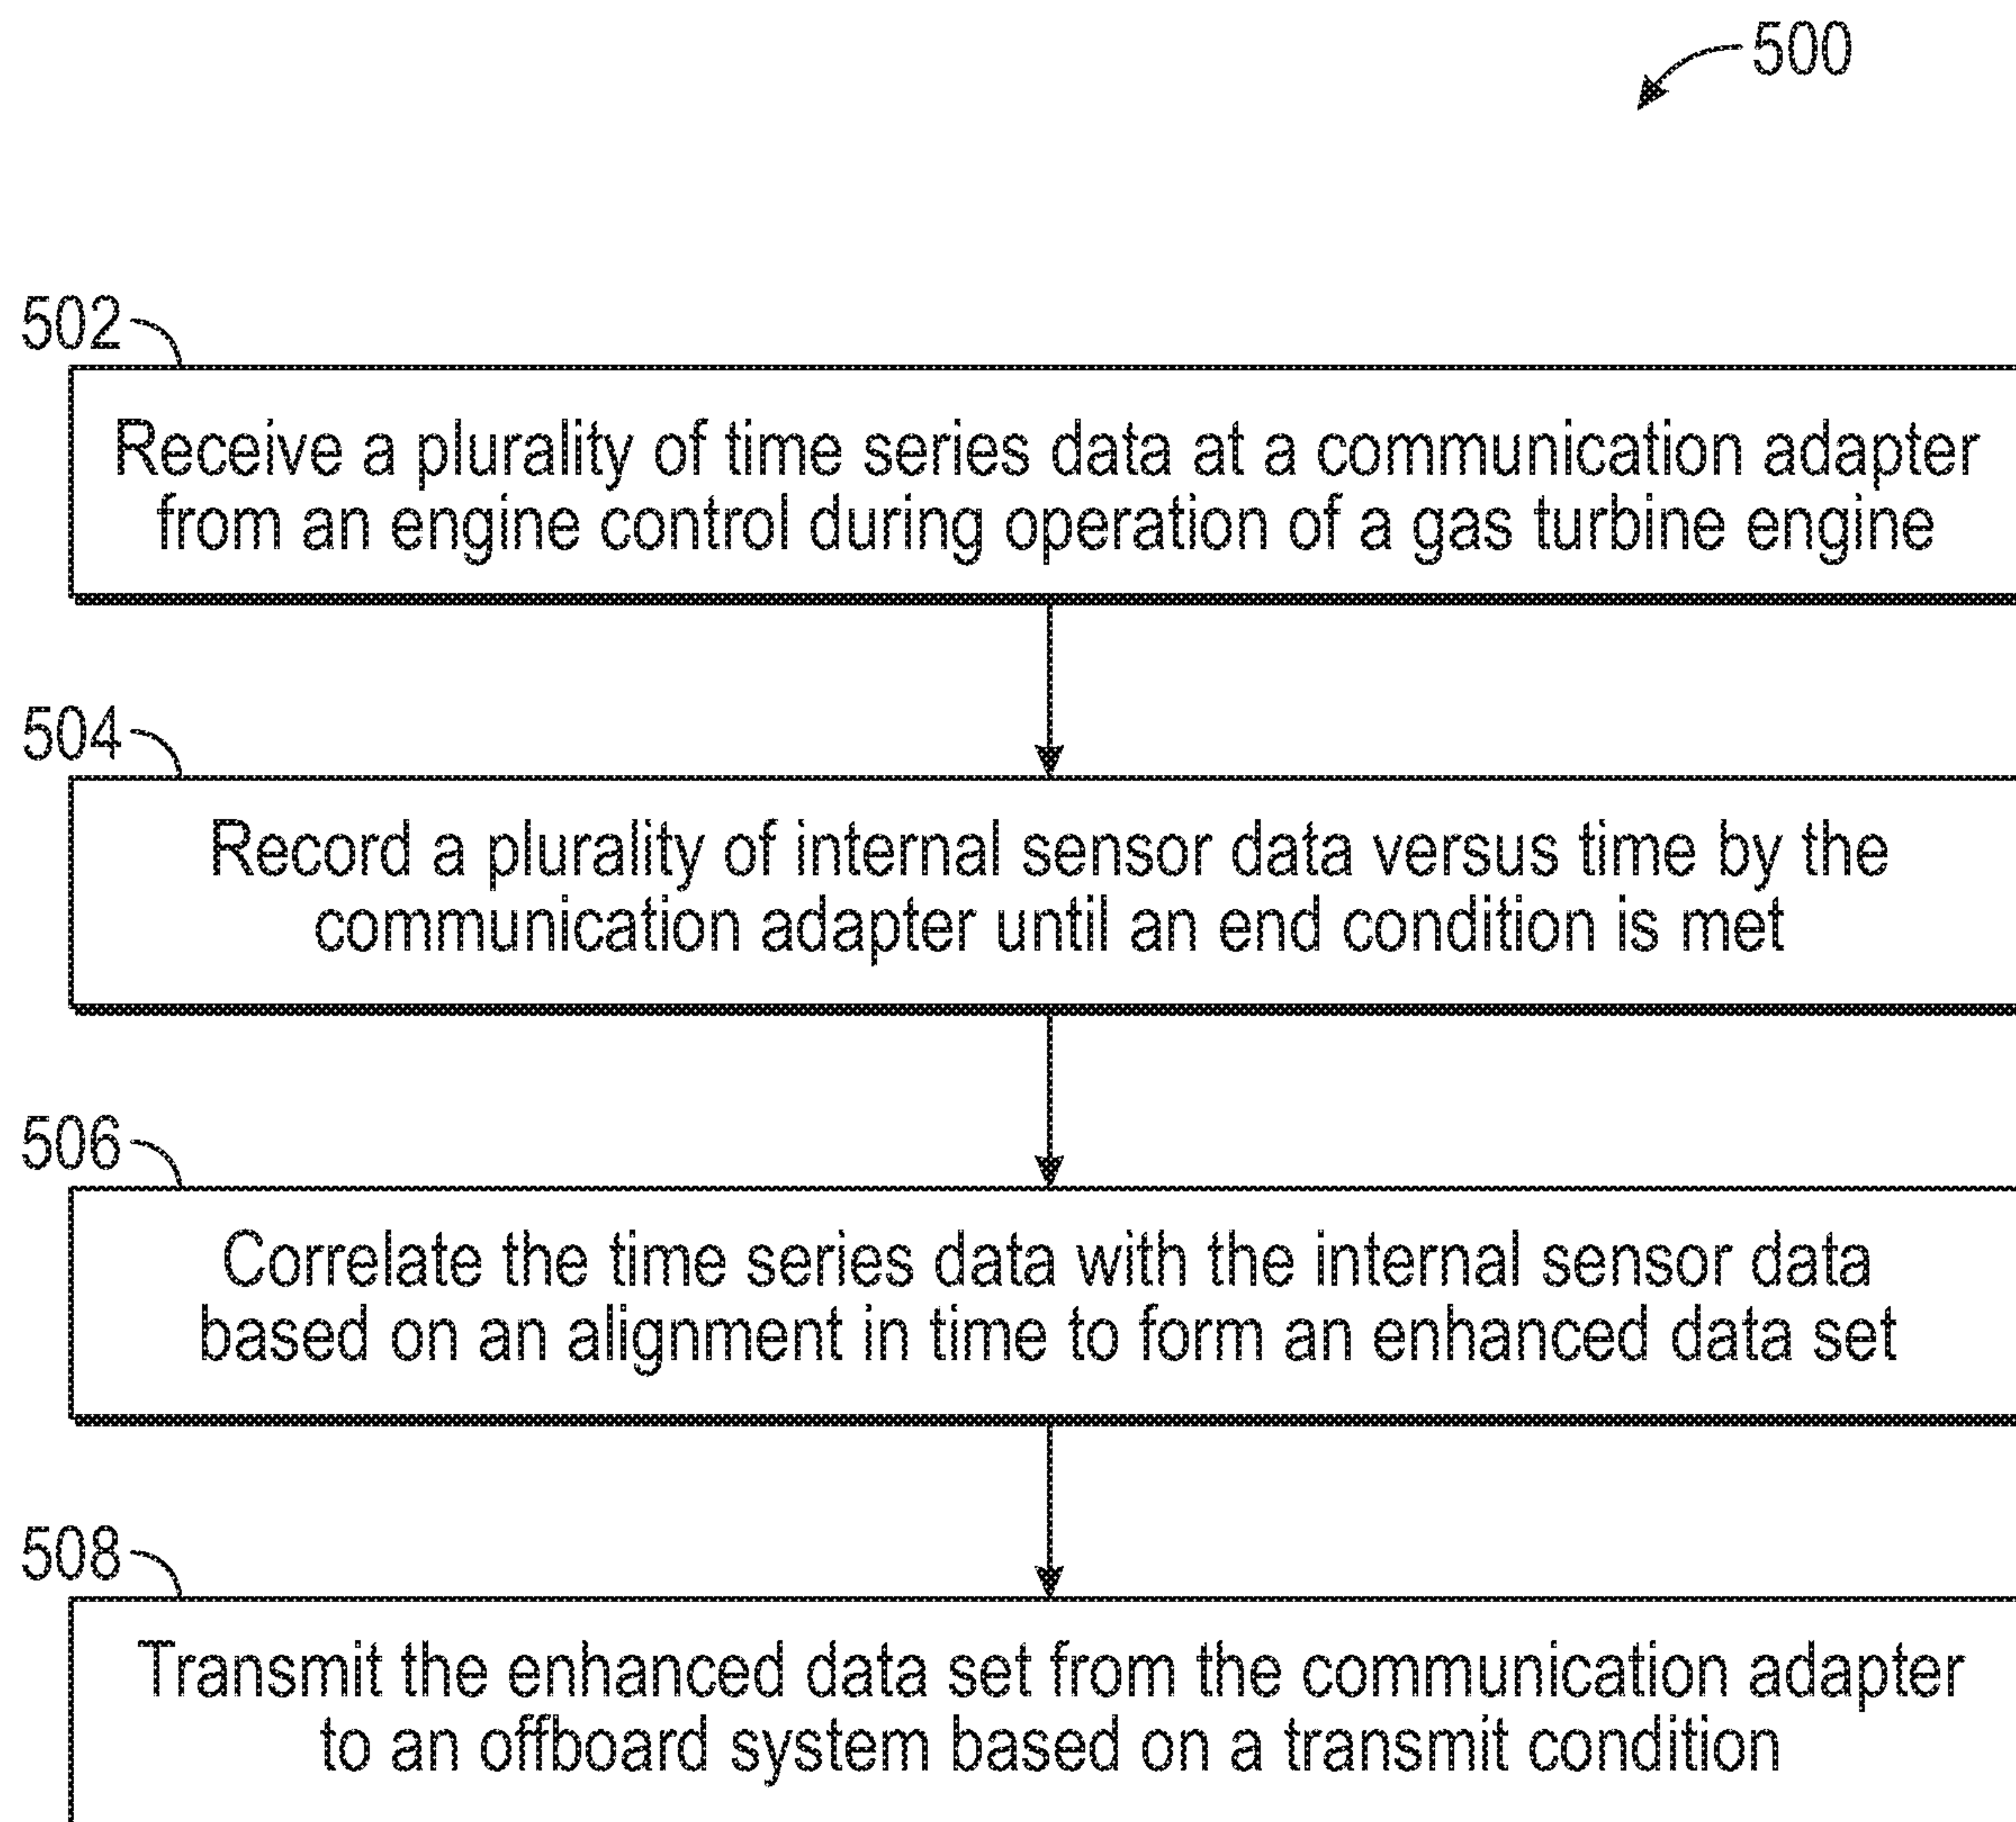 500
502
Receive a plurality of time series data at a communication adapter
from an engine control during operation of a gas turbine engine
504
Record a plurality of internal sensor data versus time by the
communication adapter until an end condition is met
506
Correlate the time series data with the internal sensor data
based on an alignment in time to form an enhanced data set
508
Transmit the enhanced data set from the communication adapter
to an offboard system based on a transmit condition